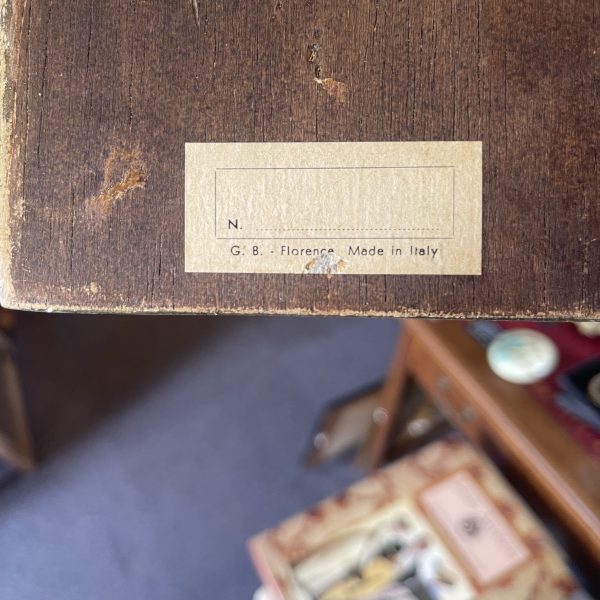 N.
G. B. - Florence Made in Italy